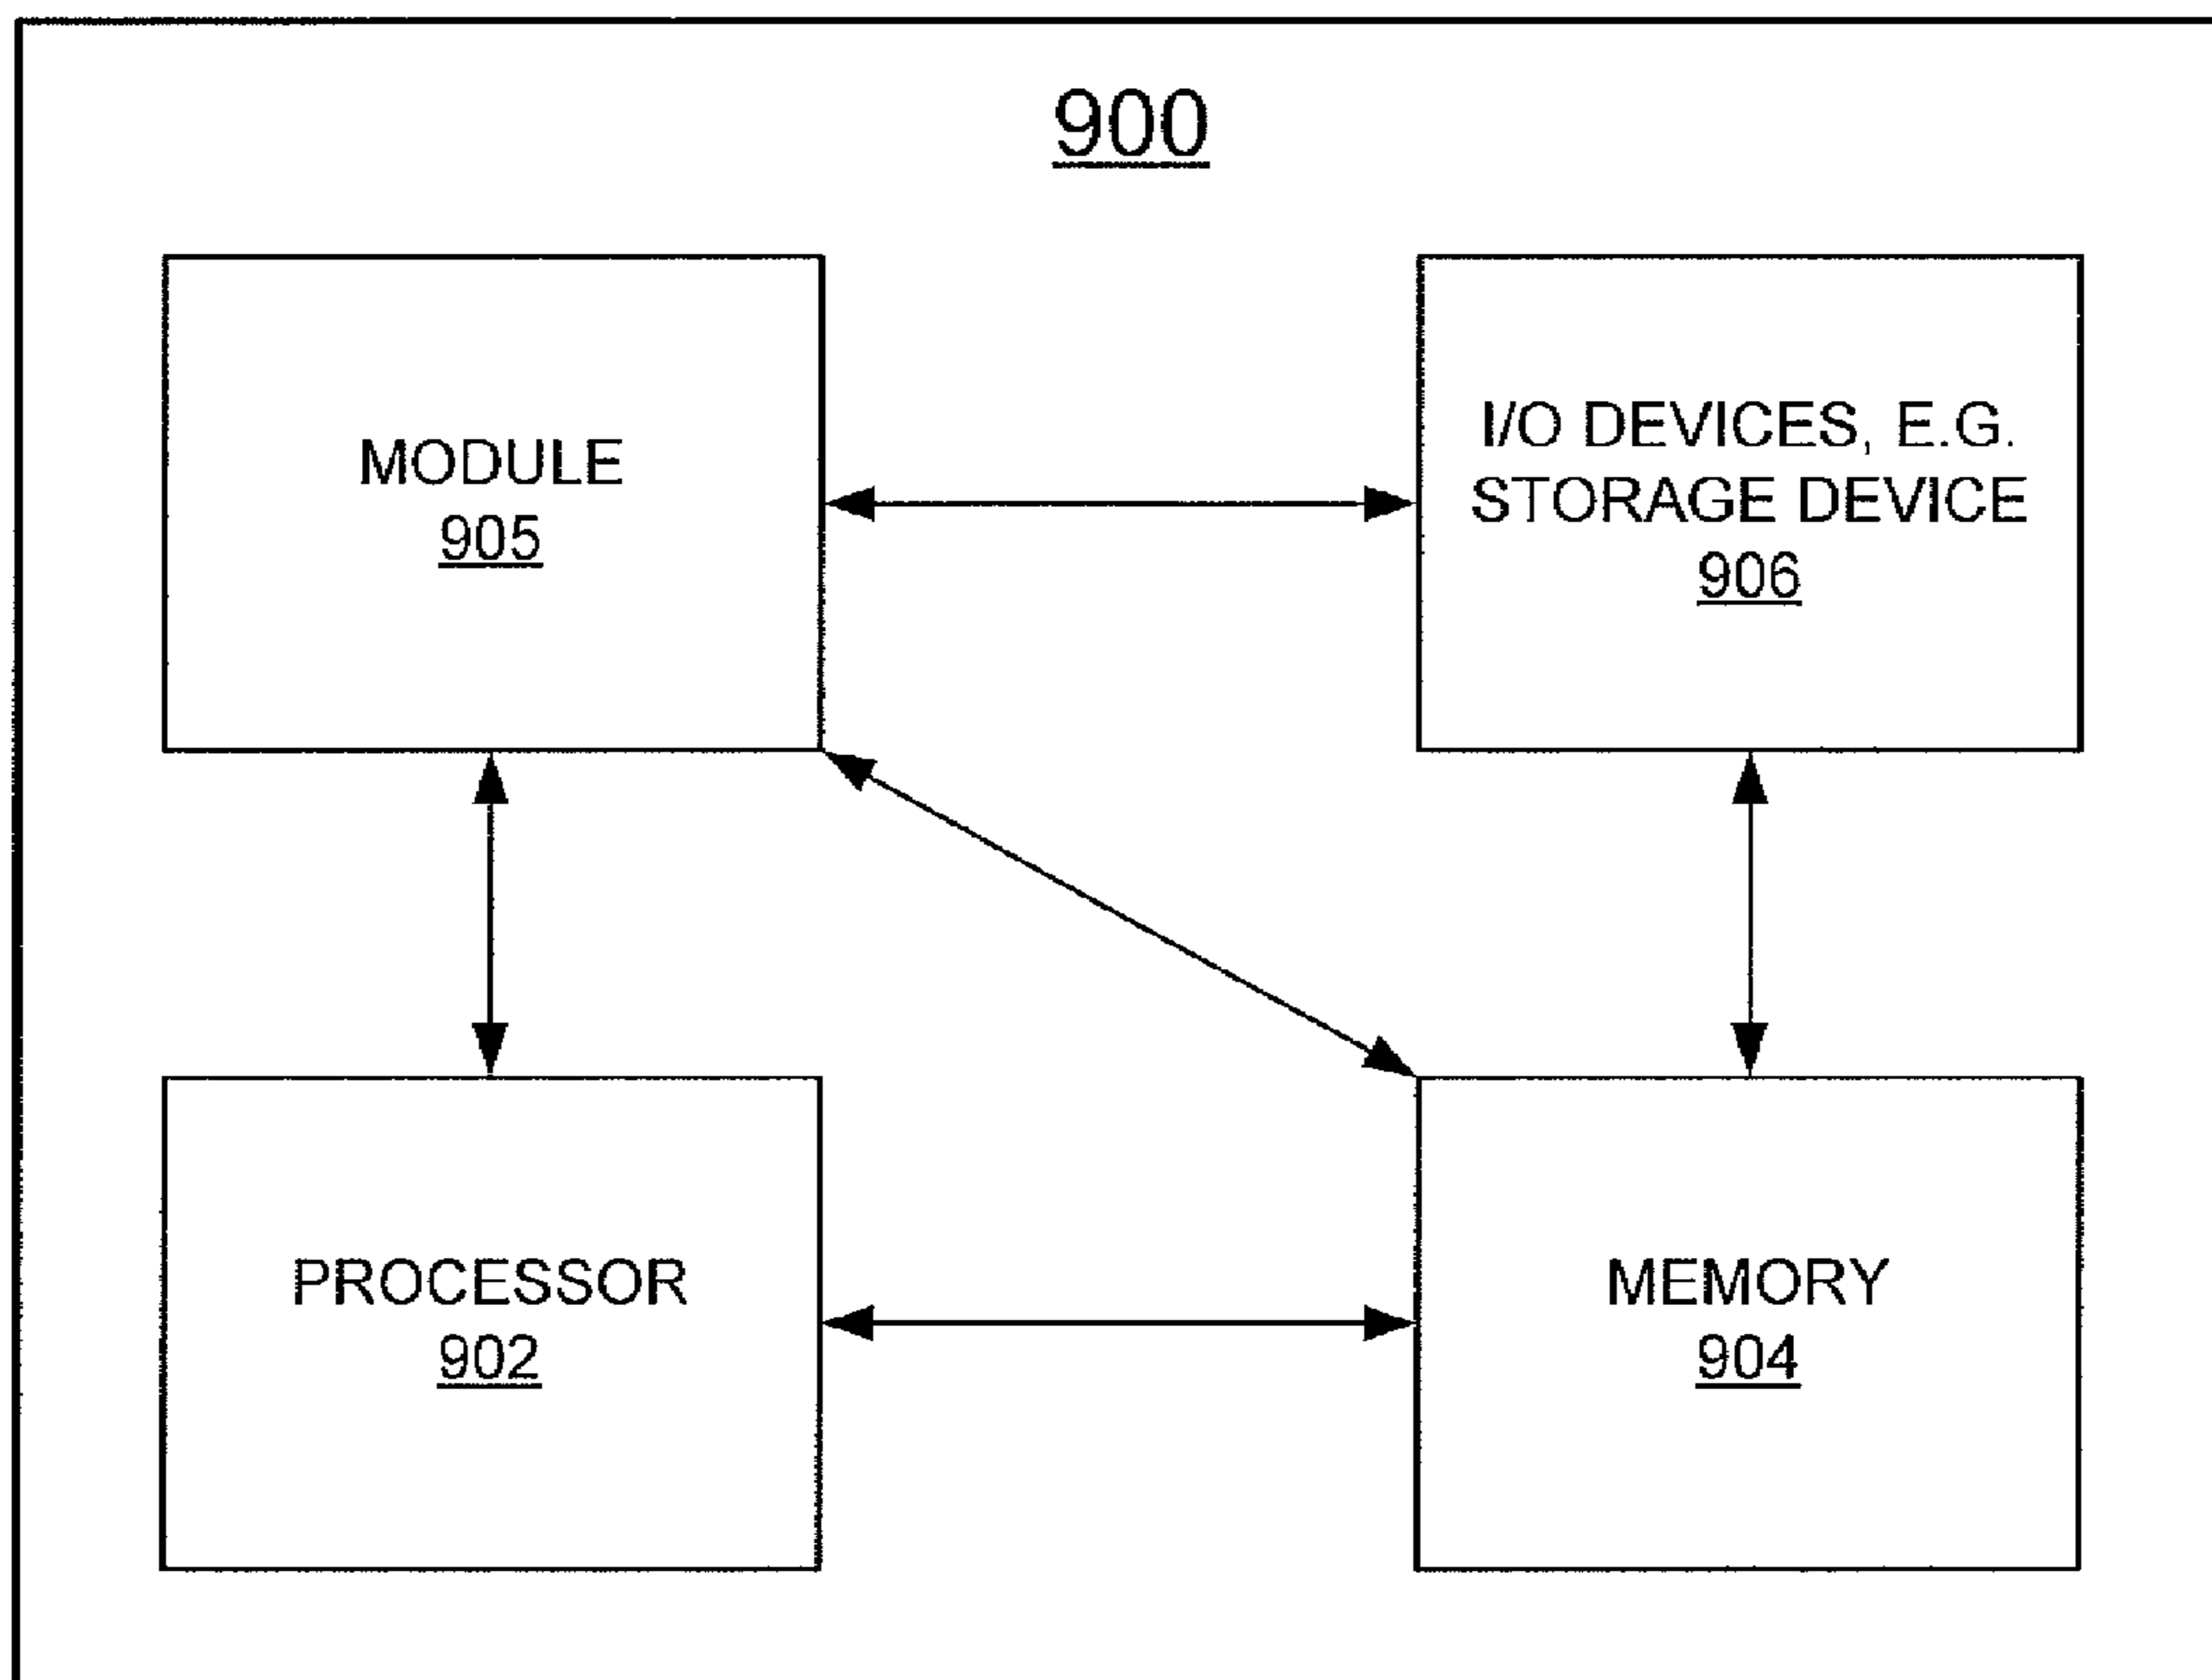 900
MODULE
905
I/O DEVICES, E.G.
STORAGE DEVICE
906
PROCESSOR
902
MEMORY
904